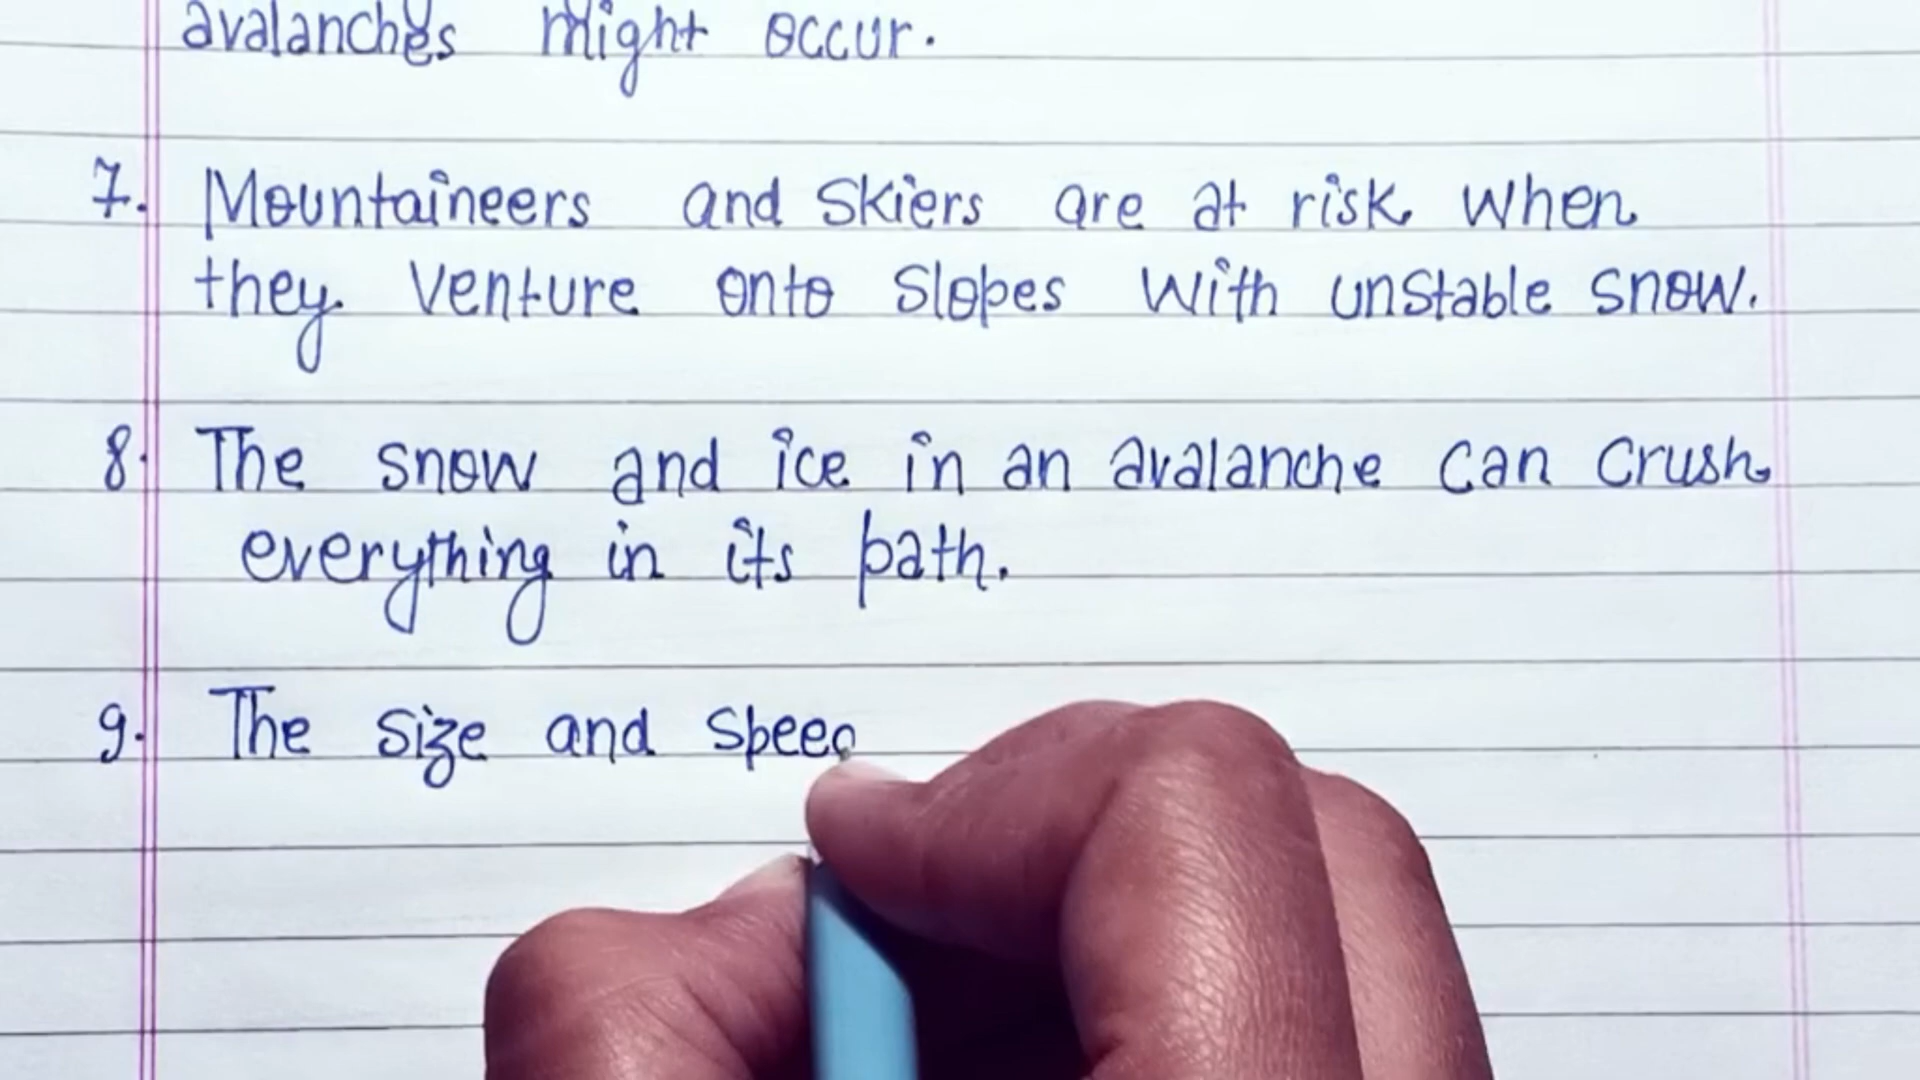 avalanches might occur.
7. Mountaineers and skiers are at risk when
they venture onto slopes with unstable snow.
8. The snow and ice in an avalanche can crush
everything in its path.
9. The size and